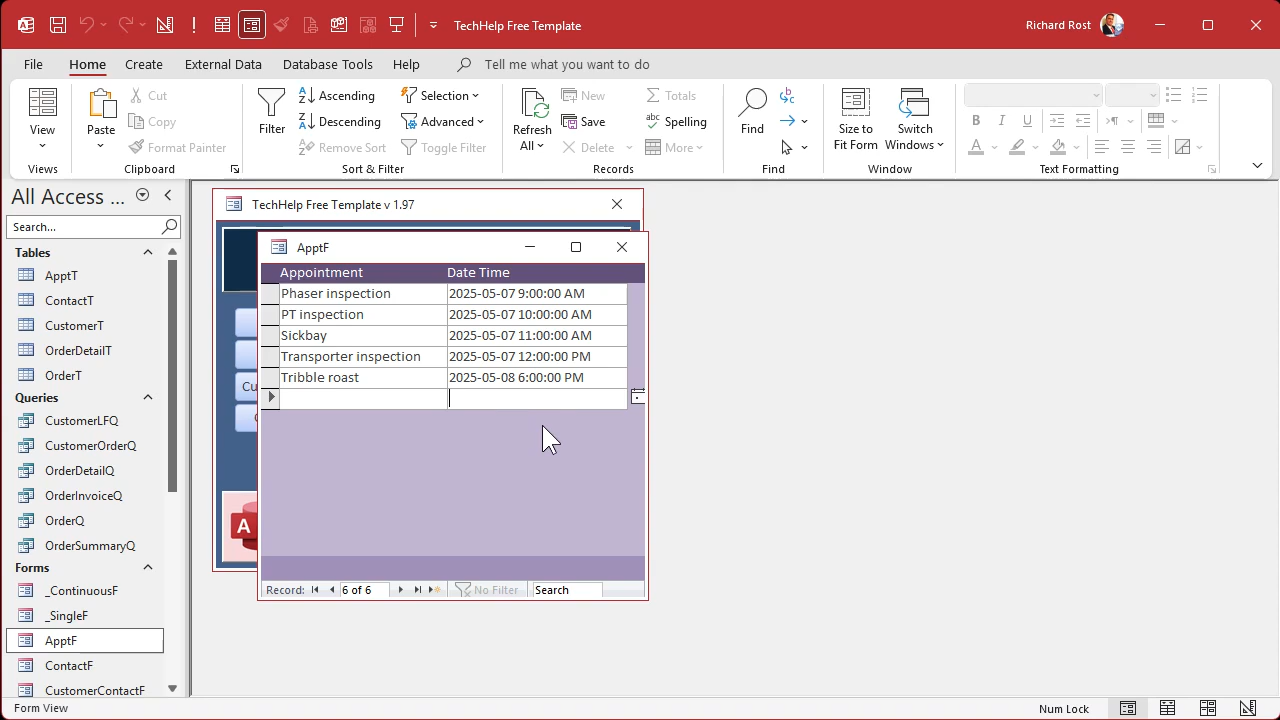 TechHelp Free Template
Richard Rost
File Home Create External Data Database Tools Help Tell me what you want to do
View
Views
Paste
Cut
Copy
Format Painter
Clipboard
Filter
Ascending
Descending
Remove Sort
Selection
Advanced
Toggle Filter
Sort & Filter
Refresh
All
New
Save
Delete
Totals
Spelling
More
Records
Find
Find
Size to
Fit Form
Switch
Windows
Window
B I U
A
Text Formatting
All Access ...
Search...
Tables
ApptT
ContactT
CustomerT
OrderDetailT
OrderT
Queries
CustomerLFQ
CustomerOrderQ
OrderDetailQ
OrderInvoiceQ
OrderQ
OrderSummaryQ
Forms
_ContinuousF
_SingleF
ApptF
ContactF
CustomerContactF
TechHelp Free Template v 1.97
Cu
A
ApptF
Appointment Date Time
Phaser inspection 2025-05-07 9:00:00 AM
PT inspection 2025-05-07 10:00:00 AM
Sickbay 2025-05-07 11:00:00 AM
Transporter inspection 2025-05-07 12:00:00 PM
Tribble roast 2025-05-08 6:00:00 PM
Record: 6 of 6 No Filter Search
Form View
Num Lock